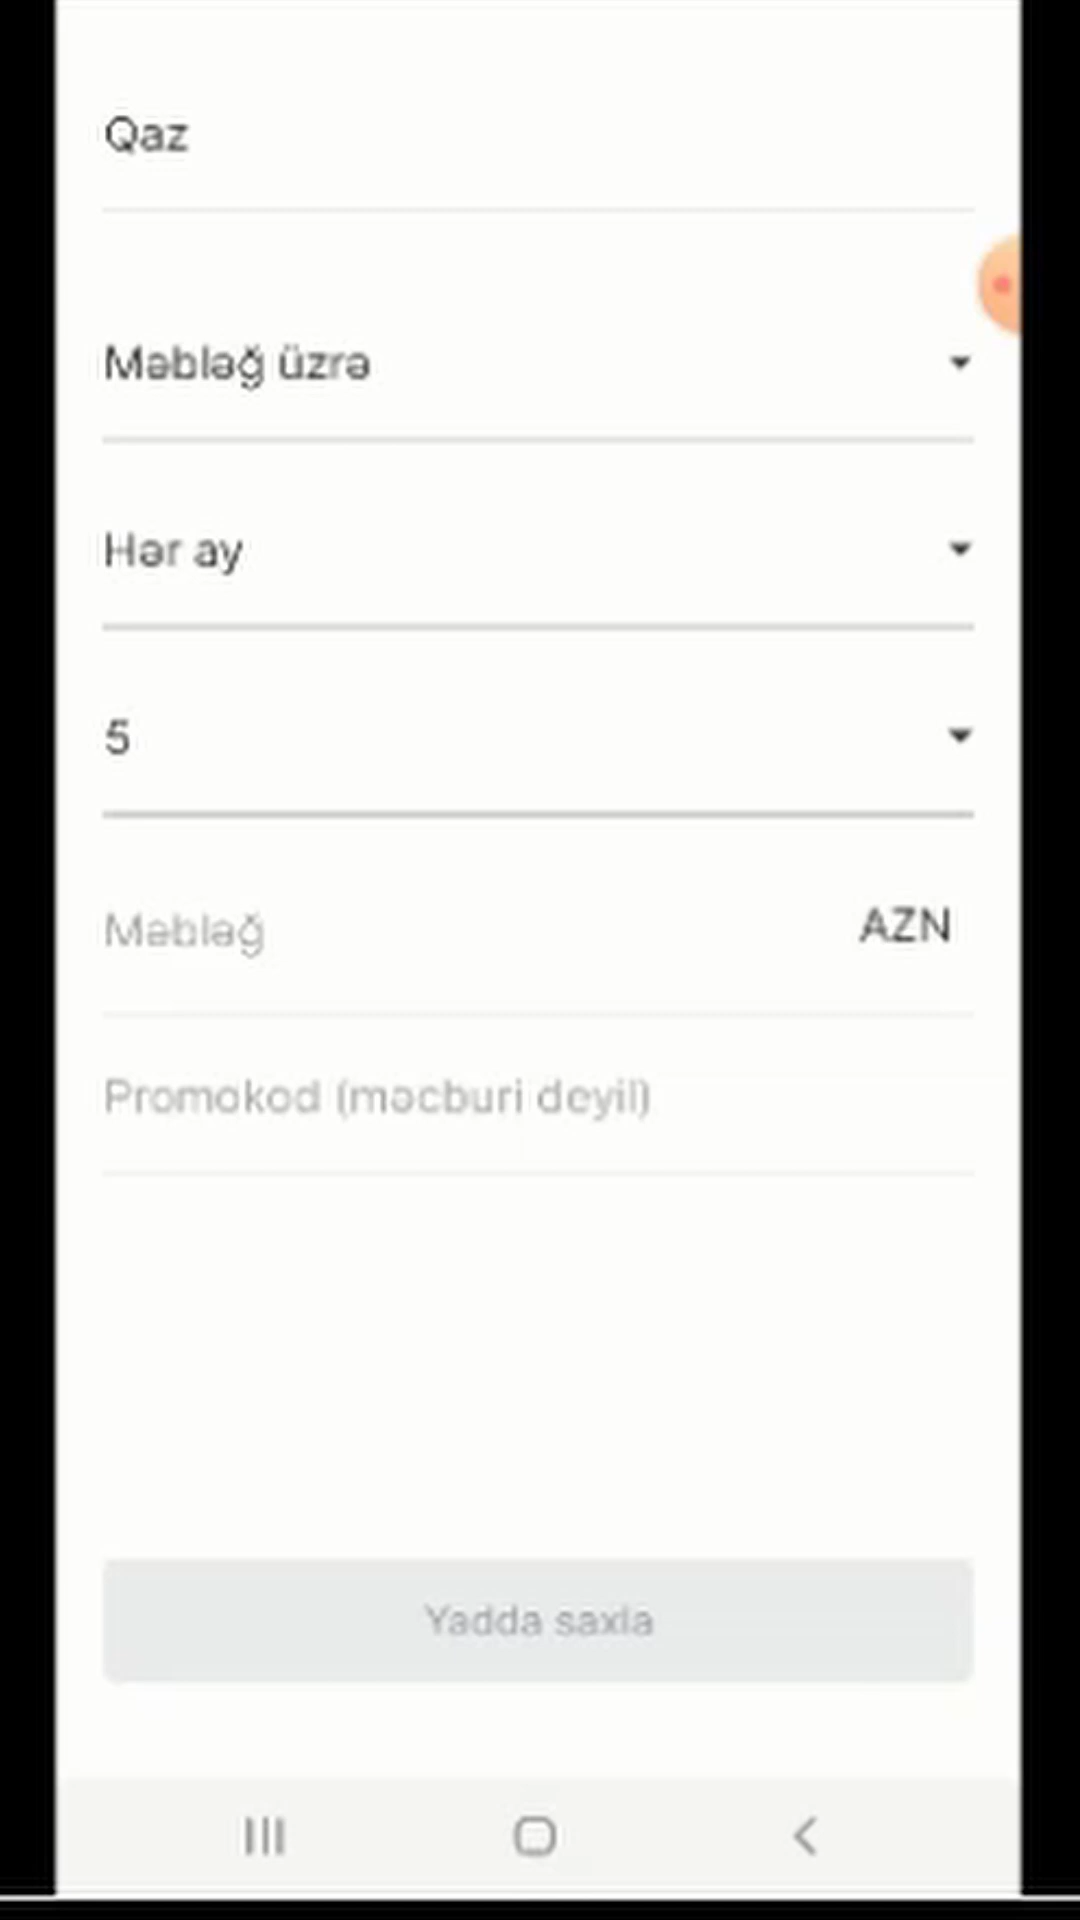 Qaz
Məbləğ üzrə
Hər ay
5
Məbləğ
AZN
Promokod (məcburi deyil)
Yadda saxla